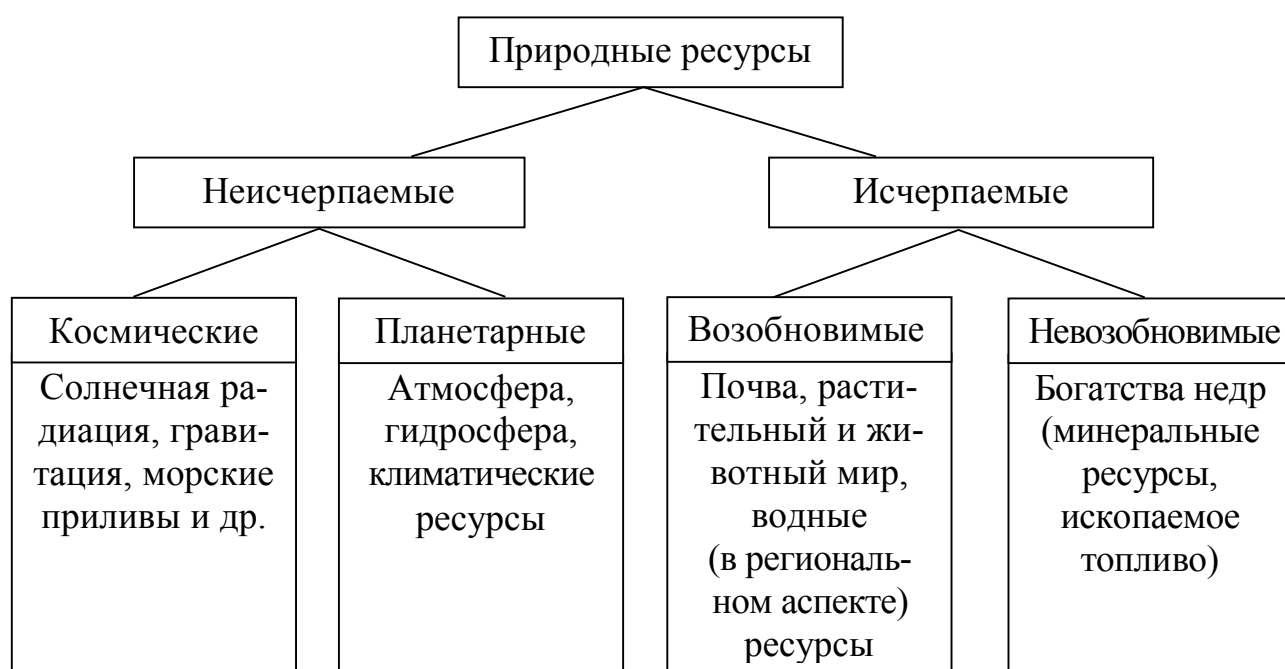 Природные ресурсы
Неисчерпаемые
Исчерпаемые
Космические
Солнечная ра-
диация, грави-
тация, морские
приливы и др.
Планетарные
Атмосфера,
гидросфера,
климатические
ресурсы
Возобновимые
Почва, расти-
тельный и жи-
вотный мир,
водные
(в региональ-
ном аспекте)
ресурсы
Невозобновимые
Богатства недр
(минеральные
ресурсы,
ископаемое
топливо)